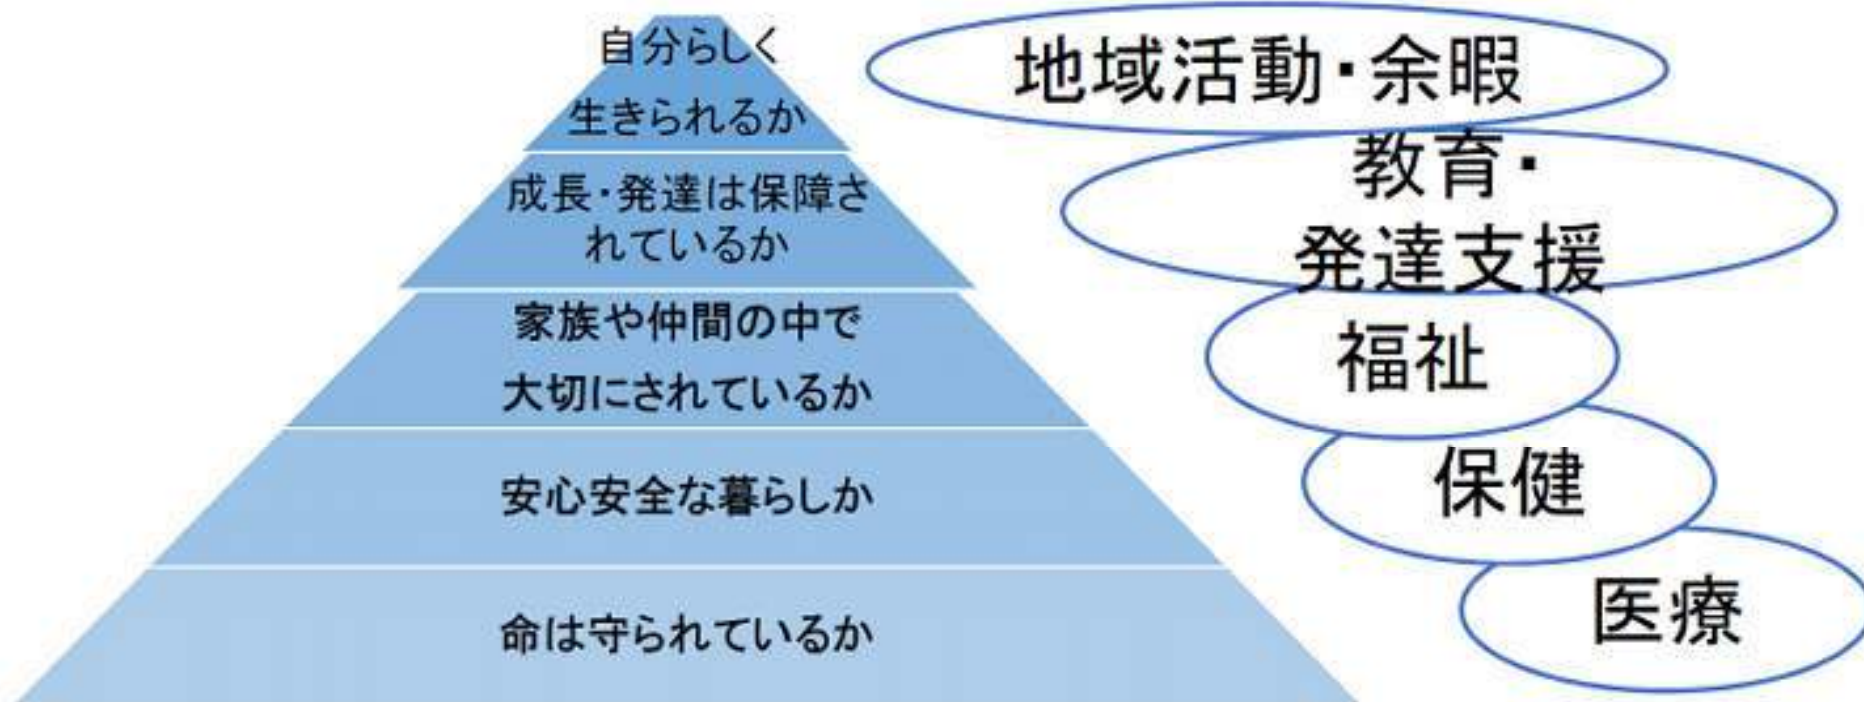 自分らしく
生きられるか
地域活動・余暇
成長・発達は保障さ
れているか
教育・
発達支援
家族や仲間の中で
大切にされているか
福祉
安心安全な暮らしか
保健
命は守られているか
医療